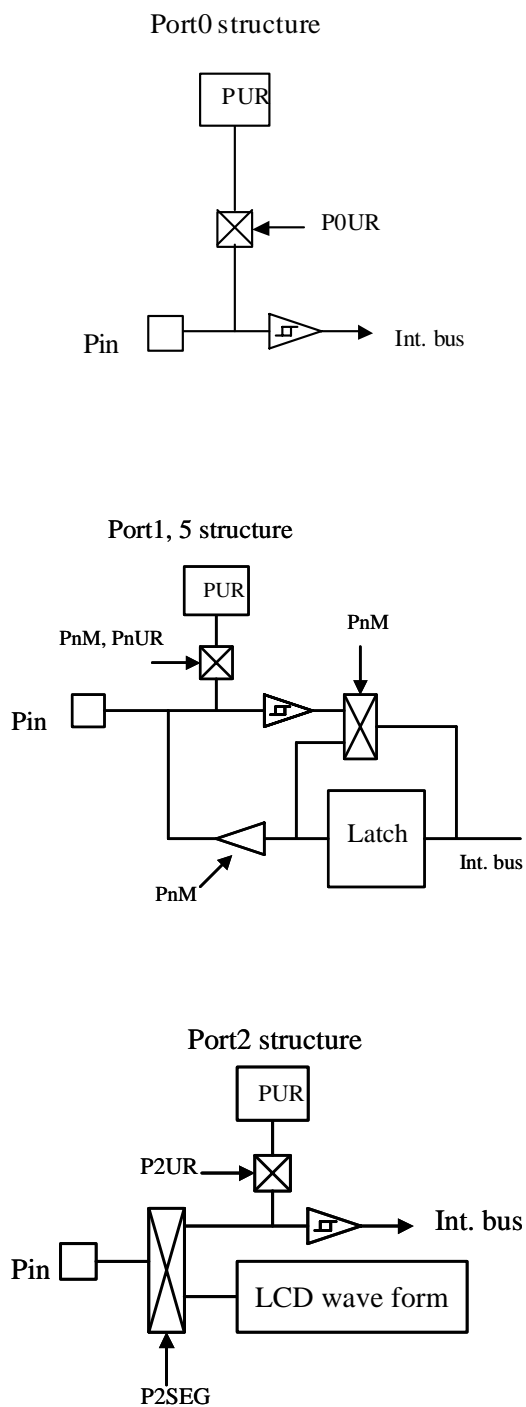 Port0 structure
PUR
P0UR
Pin
Int. bus
Port1, 5 structure
PUR
PnM, PnUR
PnM
Pin
Latch
Int. bus
PnM
Port2 structure
PUR
P2UR
Int. bus
Pin
LCD wave form
P2SEG